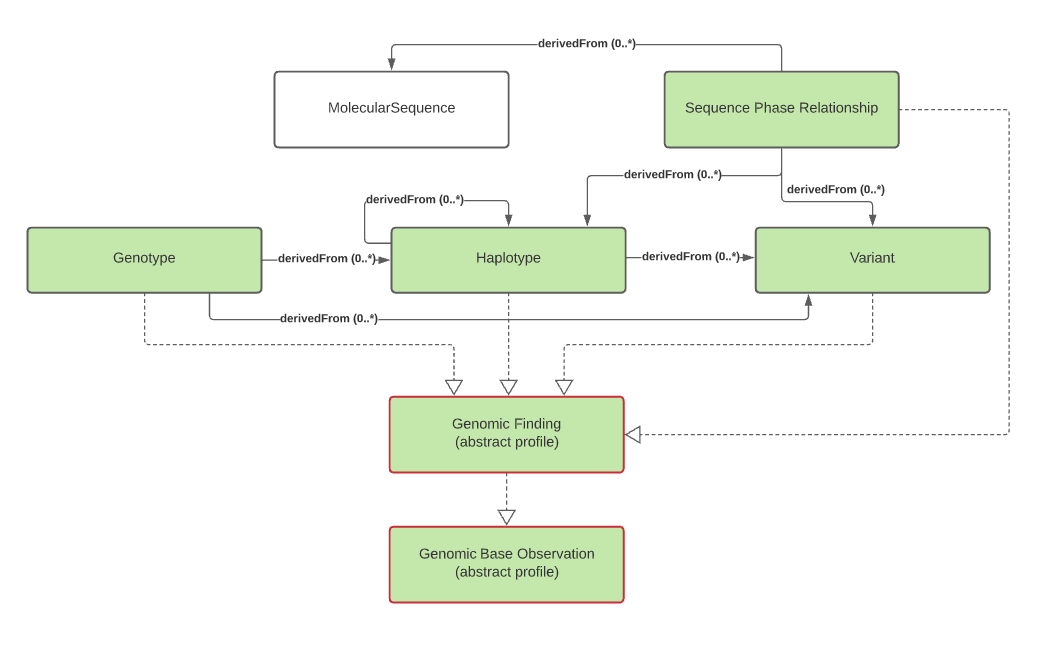 derivedFrom (0..*)
MolecularSequence
Sequence Phase Relationship
derivedFrom (0..*)
derivedFrom (0..*)
derivedFrom (0..*)
Genotype
derivedFrom (0..*)
Haplotype
derivedFrom (0..*)
Variant
derivedFrom (0..*)
Genomic Finding
(abstract profile)
Genomic Base Observation
(abstract profile)